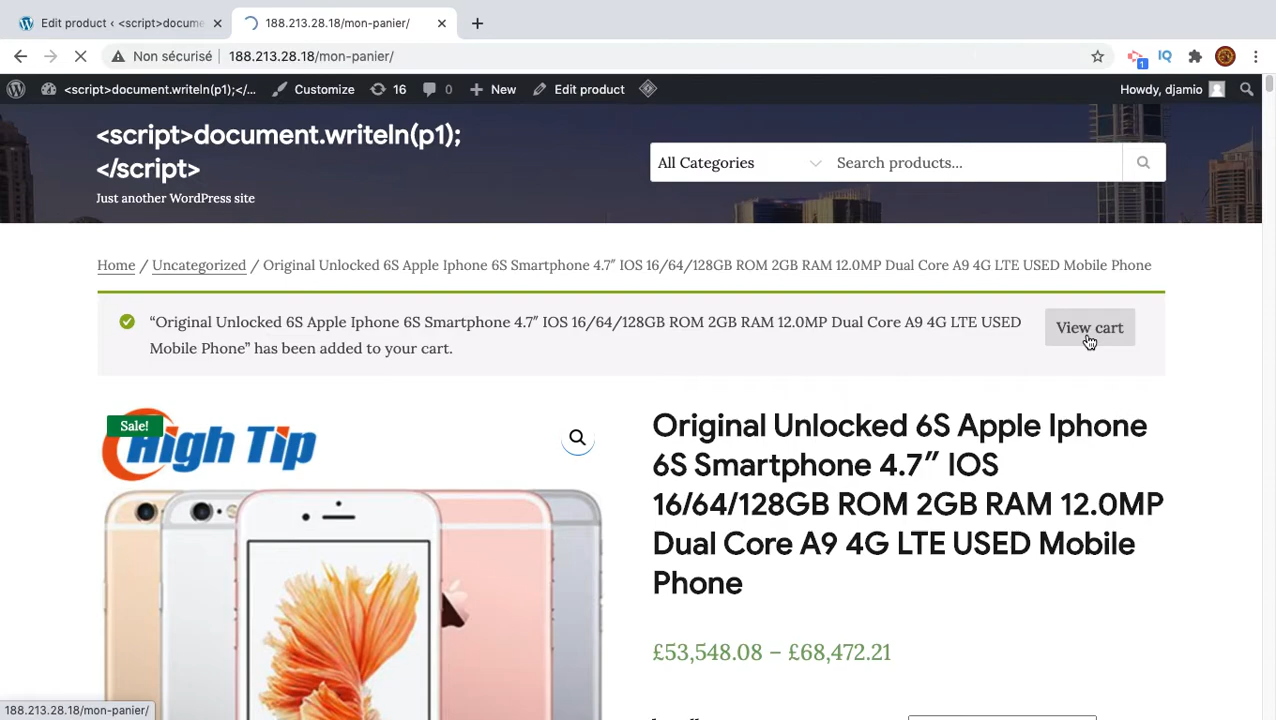 Edit product ‹ <script>docume
188.213.28.18/mon-panier/
Non sécurisé
188.213.28.18/mon-panier/
1
IQ
<script>document.writeln(p1);</...
Customize
16
0
New
Edit product
Howdy, djamio
<script>document.writeln(p1);
</script>
Just another WordPress site
All Categories
Search products...
Home / Uncategorized / Original Unlocked 6S Apple Iphone 6S Smartphone 4.7″ IOS 16/64/128GB ROM 2GB RAM 12.0MP Dual Core A9 4G LTE USED Mobile Phone
“Original Unlocked 6S Apple Iphone 6S Smartphone 4.7″ IOS 16/64/128GB ROM 2GB RAM 12.0MP Dual Core A9 4G LTE USED
Mobile Phone” has been added to your cart.
View cart
Sale!
High Tip
Original Unlocked 6S Apple Iphone
6S Smartphone 4.7″ IOS
16/64/128GB ROM 2GB RAM 12.0MP
Dual Core A9 4G LTE USED Mobile
Phone
£53,548.08 – £68,472.21
188.213.28.18/mon-panier/